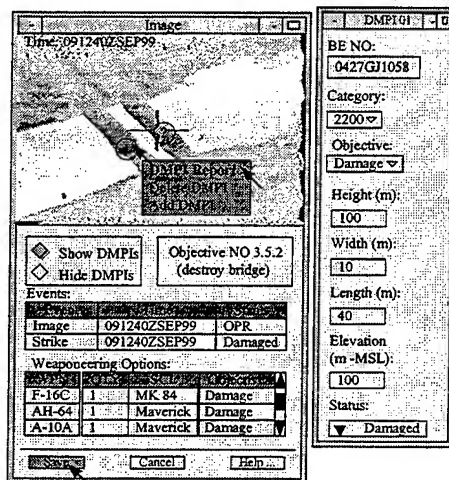 Image
Time: 091240ZSEP99
DMPI Report
Delete DMPI
Add DMPI
Show DMPIs
Hide DMPIs
Objective NO 3.5.2
(destroy bridge)
Events:
Image 091240ZSEP99 OPR
Strike 091240ZSEP99 Damaged
Weaponeering Options:
F-16C 1 MK 84 Damage
AH-64 1 Maverick Damage
A-10A 1 Maverick Damage
Save
Cancel
Help ...
DMPI 01
BE NO:
0427GJ1058
Category:
2200
Objective:
Damage
Height (m):
100
Width (m):
10
Length (m):
40
Elevation
(m -MSL):
100
Status:
Damaged